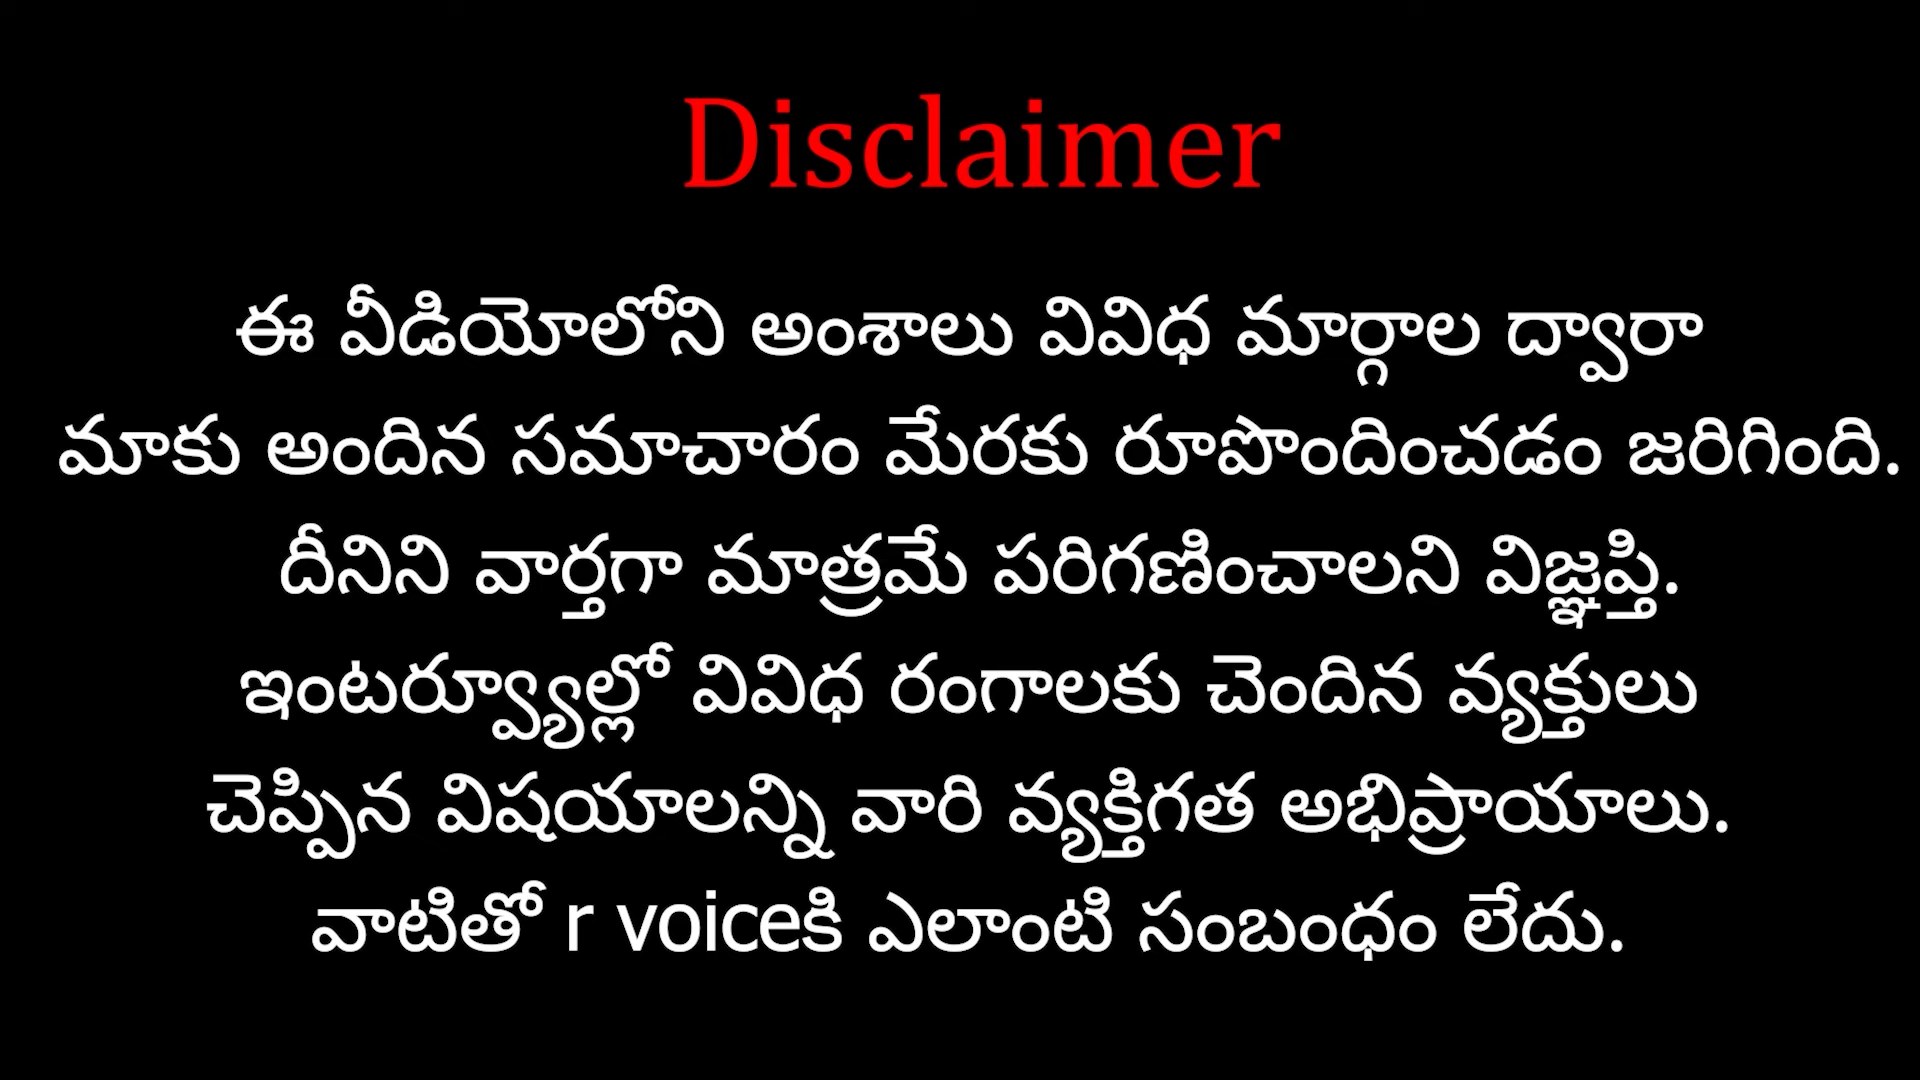 Disclaimer
ఈ వీడియోలోని అంశాలు వివిధ మార్గాల ద్వారా
మాకు అందిన సమాచారం మేరకు రూపొందించడం జరిగింది.
దీనిని వార్తగా మాత్రమే పరిగణించాలని విజ్ఞప్తి.
ఇంటర్వ్యూల్లో వివిధ రంగాలకు చెందిన వ్యక్తులు
చెప్పిన విషయాలన్ని వారి వ్యక్తిగత అభిప్రాయాలు.
వాటితో r voiceకి ఎలాంటి సంబంధం లేదు.